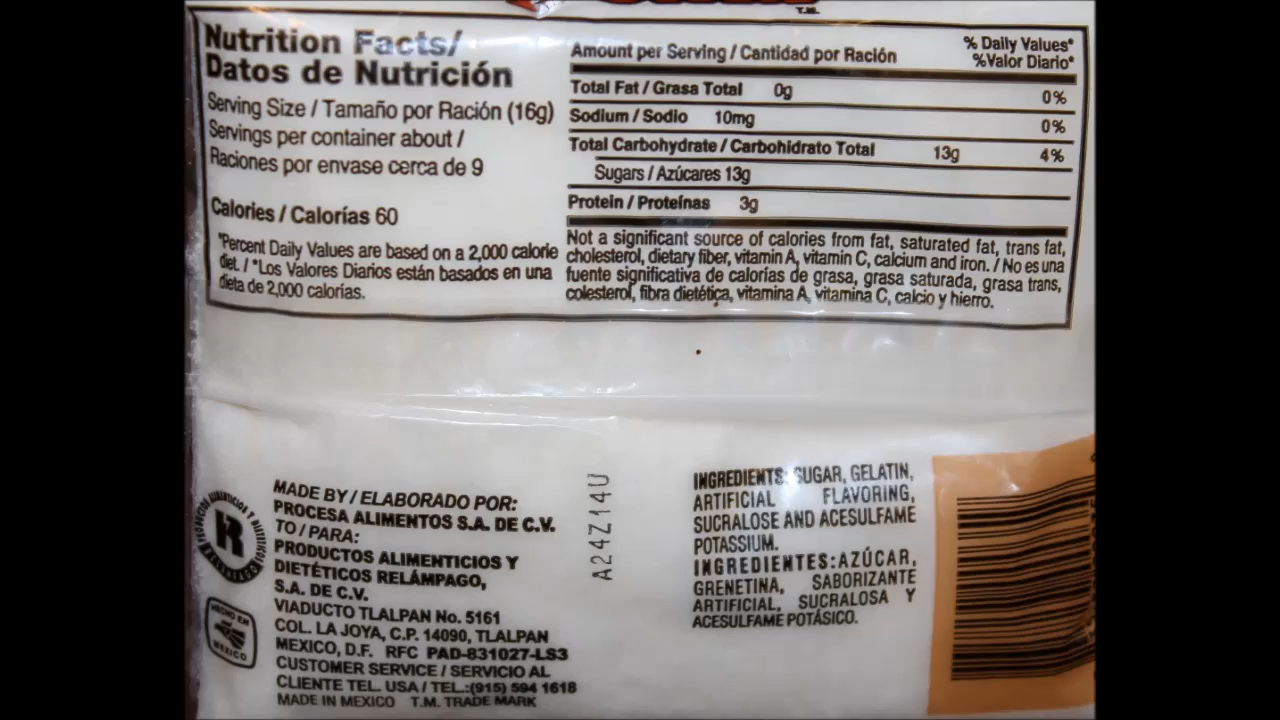 T.M.
Nutrition Facts/
Datos de Nutrición
Serving Size / Tamaño por Ración (16g)
Servings per container about /
Raciones por envase cerca de 9
Calories / Calorías 60
*Percent Daily Values are based on a 2,000 calorie
diet. / *Los Valores Diarios están basados en una
dieta de 2,000 calorías.
Amount per Serving / Cantidad por Ración
% Daily Values*
%Valor Diario*
Total Fat / Grasa Total 0g 0%
Sodium / Sodio 10mg 0%
Total Carbohydrate / Carbohidrato Total 13g 4%
Sugars / Azúcares 13g
Protein / Proteínas 3g
Not a significant source of calories from fat, saturated fat, trans fat,
cholesterol, dietary fiber, vitamin A, vitamin C, calcium and iron. / No es una
fuente significativa de calorías de grasa, grasa saturada, grasa trans,
colesterol, fibra dietética, vitamina A, vitamina C, calcio y hierro.
R
HECHO EN
MEXICO
MADE BY / ELABORADO POR:
PROCESA ALIMENTOS S.A. DE C.V.
TO / PARA:
PRODUCTOS ALIMENTICIOS Y
DIETÉTICOS RELÁMPAGO,
S.A. DE C.V.
VIADUCTO TLALPAN No. 5161
COL. LA JOYA, C.P. 14090, TLALPAN
MEXICO, D.F. RFC PAD-831027-LS3
CUSTOMER SERVICE / SERVICIO AL
CLIENTE TEL. USA / TEL.:(915) 594 1618
MADE IN MEXICO T.M. TRADE MARK
A24Z14U
INGREDIENTS: SUGAR, GELATIN,
ARTIFICIAL FLAVORING,
SUCRALOSE AND ACESULFAME
POTASSIUM.
INGREDIENTES: AZÚCAR,
GRENETINA, SABORIZANTE
ARTIFICIAL, SUCRALOSA Y
ACESULFAME POTÁSICO.